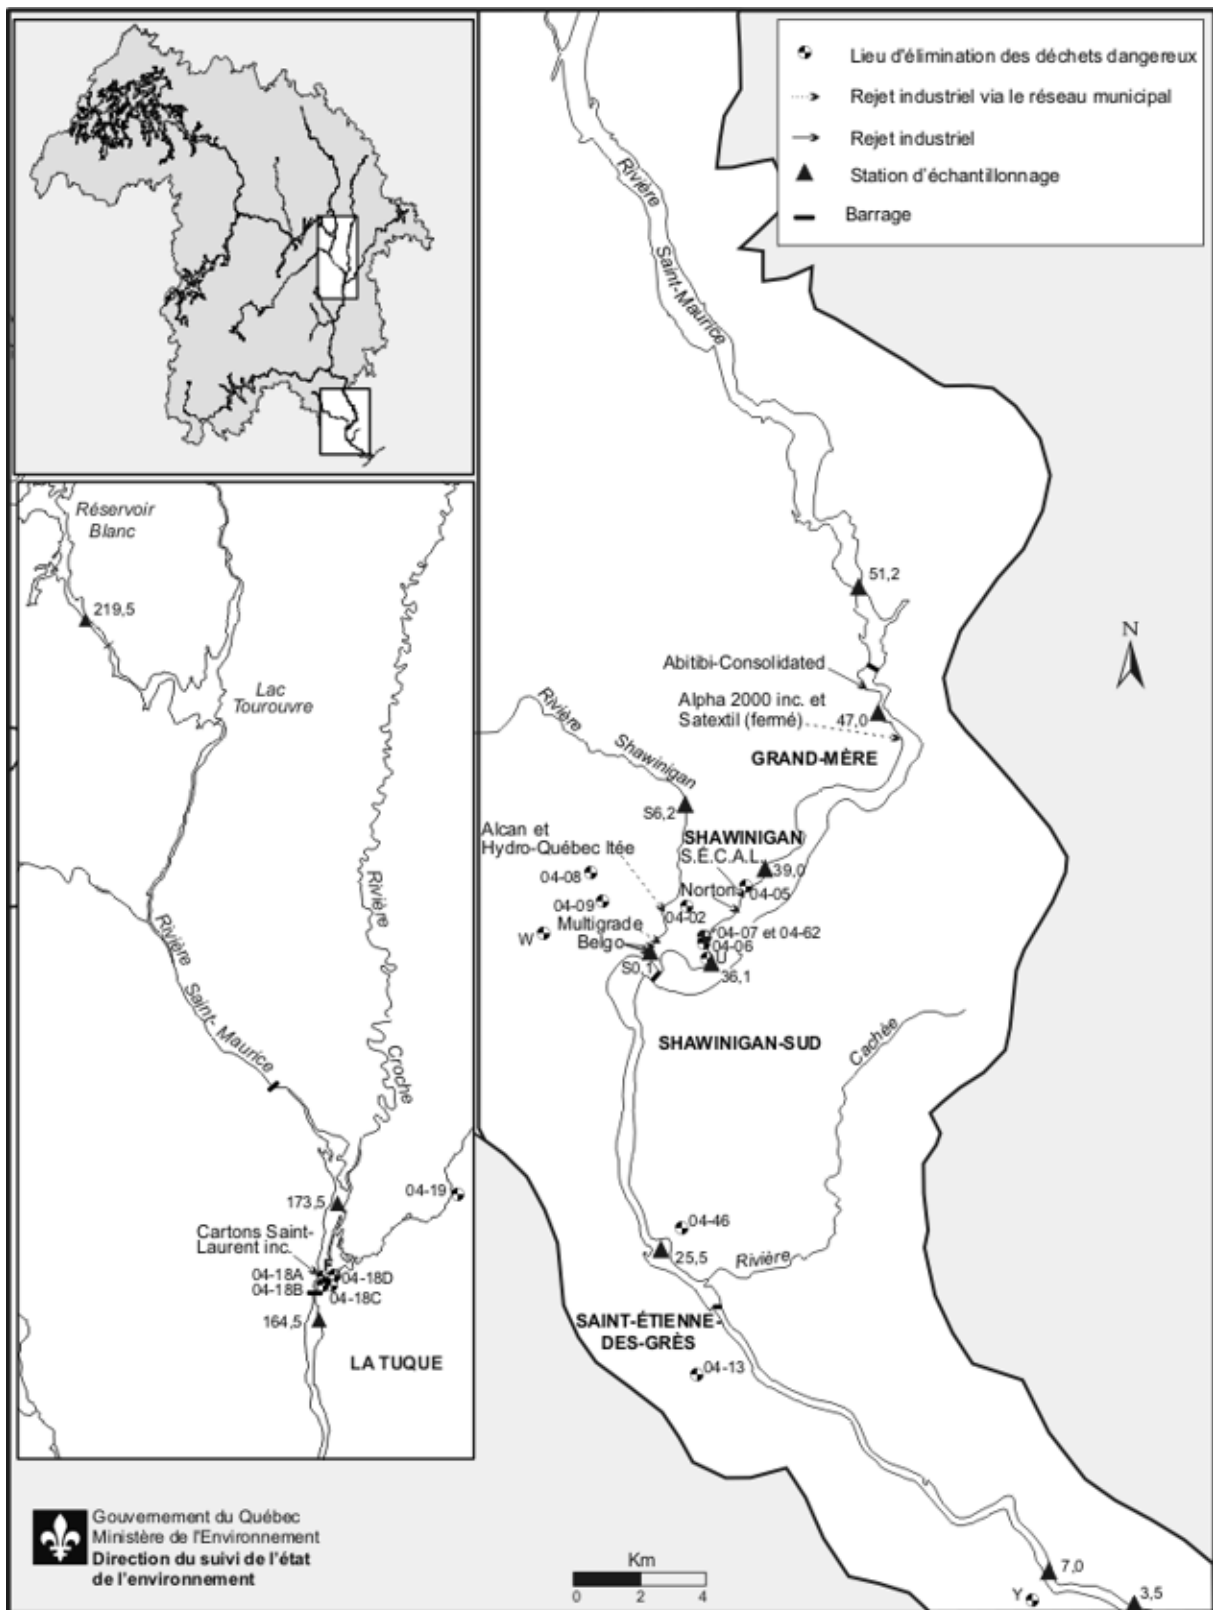 Lieu d'élimination des déchets dangereux
Rejet industriel via le réseau municipal
Rejet industriel
Station d'échantillonnage
Barrage
Rivière
Saint-Maurice
51,2
N
Abitibi-Consolidated
Alpha 2000 inc. et
Satextil (fermé)
47,0
GRAND-MÈRE
Rivière
Shawinigan
S6,2
SHAWINIGAN
S.É.C.A.L.
39,0
Alcan et
Hydro-Québec ltée
04-08
04-09
Norton
04-05
04-02
Multigrade
Belgo
W
04-07 et 04-62
04-06
U
S0,1
36,1
SHAWINIGAN-SUD
Cachée
Rivière
04-46
25,5
SAINT-ÉTIENNE-
DES-GRÈS
04-13
7,0
Y
3,5
Réservoir
Blanc
219,5
Lac
Tourouvre
Rivière
Saint- Maurice
Rivière
Croche
04-19
173,5
Cartons Saint-
Laurent inc.
F
04-18A
04-18D
04-18B
04-18C
164,5
LA TUQUE
Gouvernement du Québec
Ministère de l'Environnement
Direction du suivi de l'état
de l'environnement
Km
0 2 4